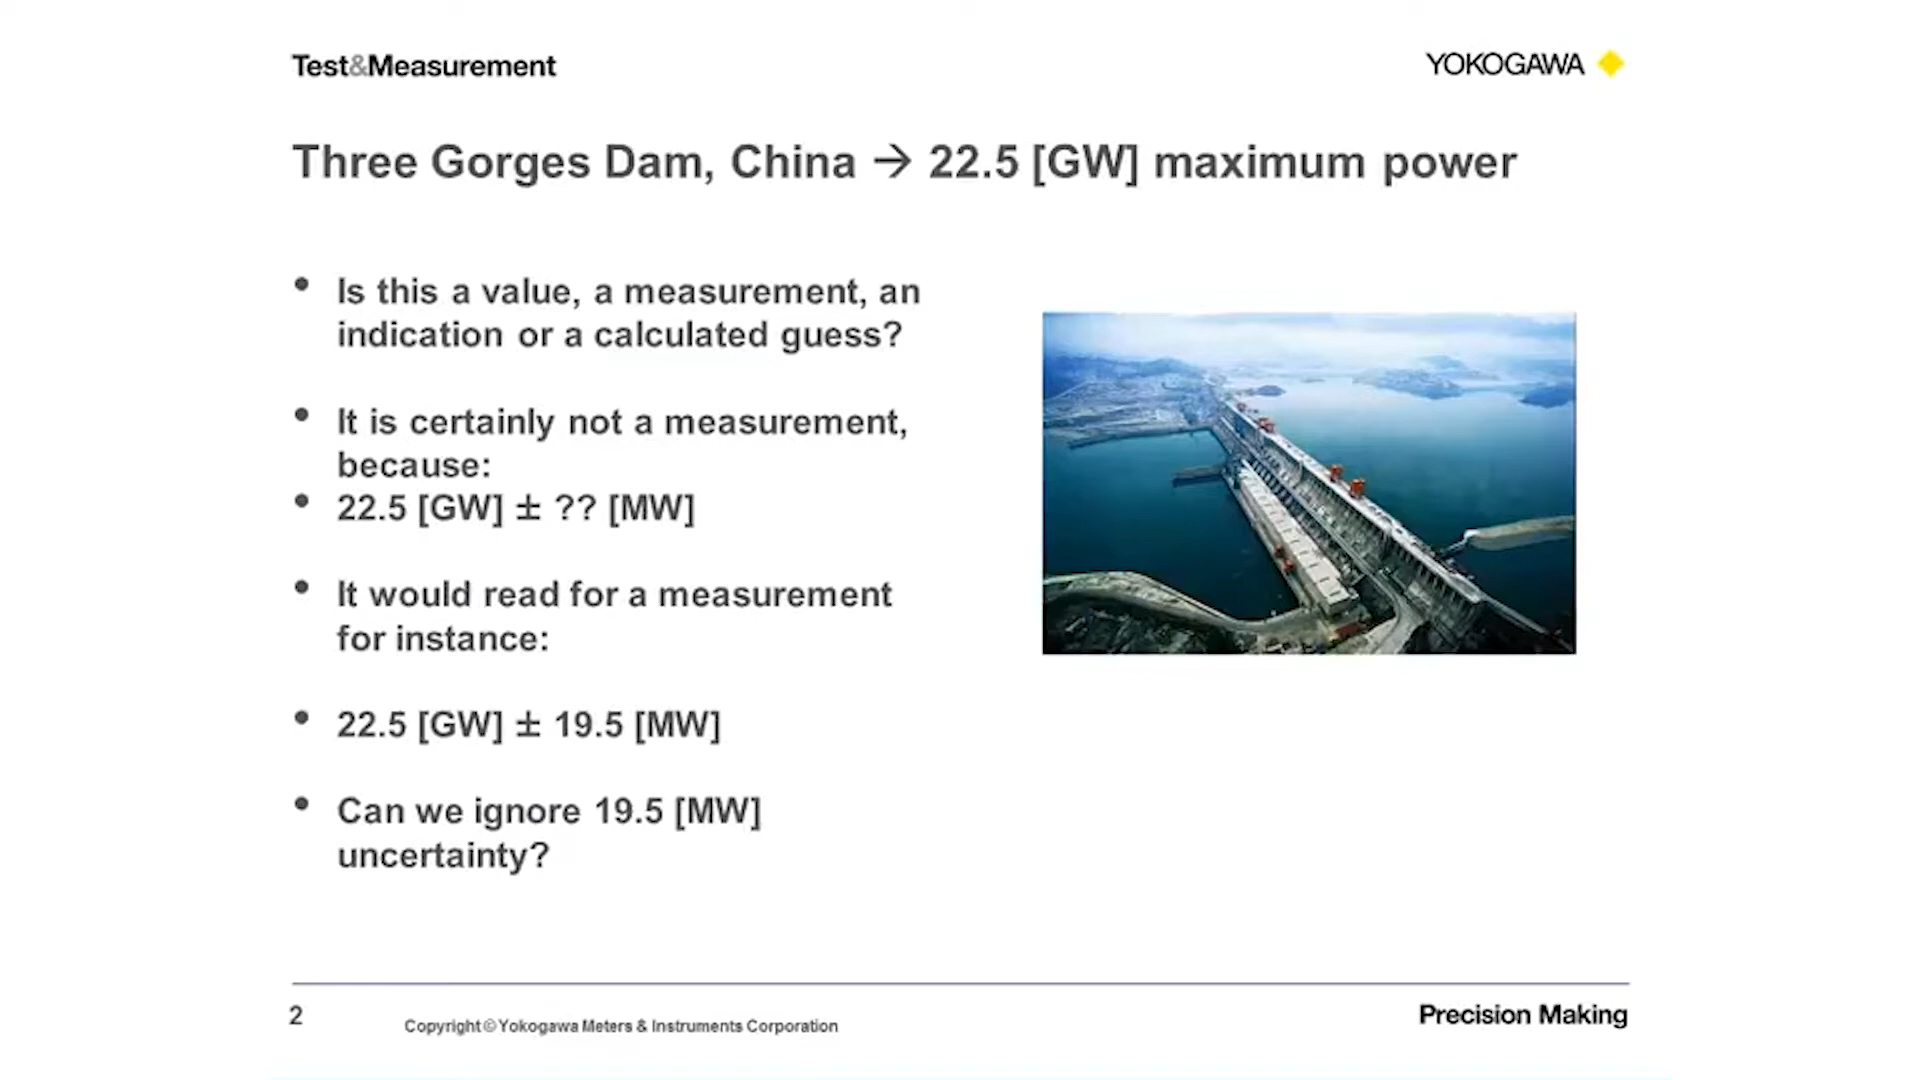 Test&Measurement
YOKOGAWA
Three Gorges Dam, China → 22.5 [GW] maximum power
• Is this a value, a measurement, an
indication or a calculated guess?
• It is certainly not a measurement,
because:
• 22.5 [GW] ± ?? [MW]
• It would read for a measurement
for instance:
• 22.5 [GW] ± 19.5 [MW]
• Can we ignore 19.5 [MW]
uncertainty?
2
Copyright © Yokogawa Meters & Instruments Corporation
Precision Making